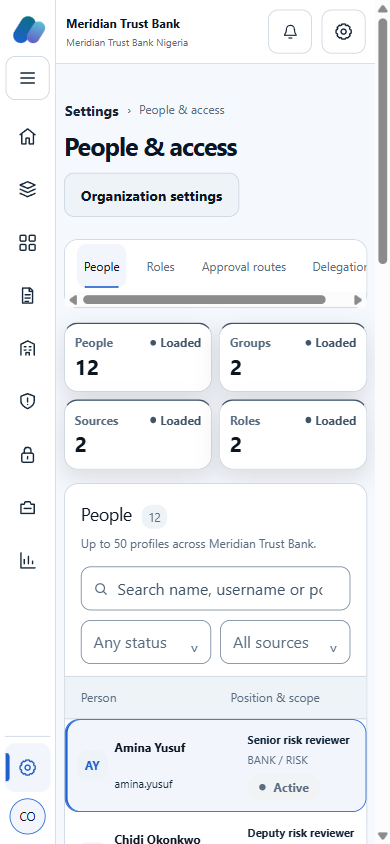 Meridian Trust Bank
Meridian Trust Bank Nigeria
Settings › People & access
People & access
Organization settings
People Roles Approval routes Delegation
People Loaded
12
Groups Loaded
2
Sources Loaded
2
Roles Loaded
2
People 12
Up to 50 profiles across Meridian Trust Bank.
Search name, username or po
Any status v
All sources v
Person Position & scope
AY
Amina Yusuf
amina.yusuf
Senior risk reviewer
BANK / RISK
Active
Chidi Okonkwo
Deputy risk reviewer
CO